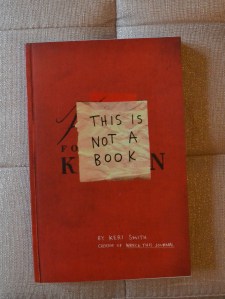 THIS IS
NOT A
BOOK
BY KERI SMITH
CREATOR OF WRECK THIS JOURNAL